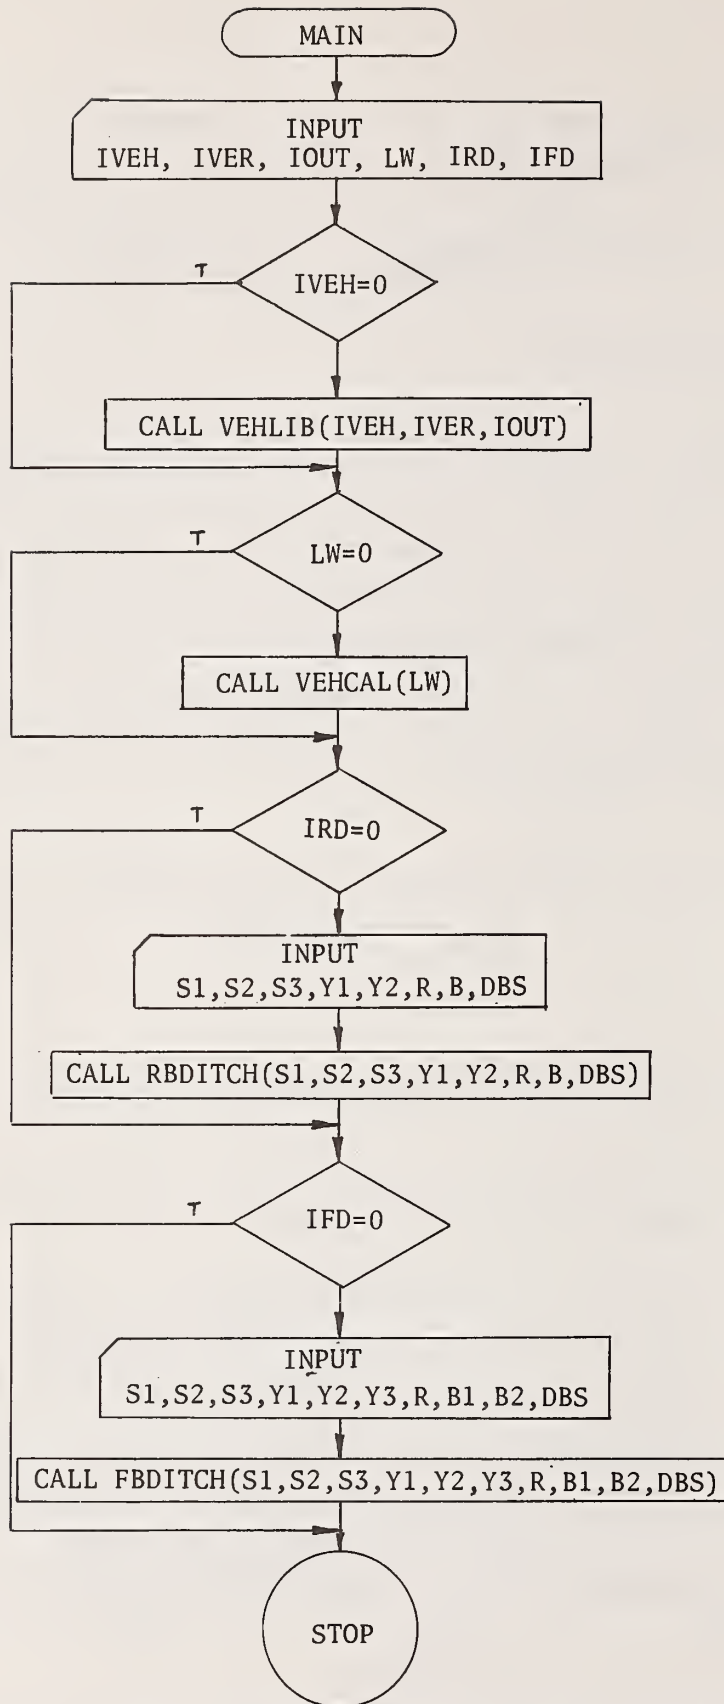 MAIN
INPUT
IVEH, IVER, IOUT, LW, IRD, IFD
T
IVEH=0
CALL VEHLIB(IVEH,IVER,IOUT)
T
LW=0
CALL VEHCAL(LW)
T
IRD=0
INPUT
S1,S2,S3,Y1,Y2,R,B,DBS
CALL RBDITCH(S1,S2,S3,Y1,Y2,R,B,DBS)
T
IFD=0
INPUT
S1,S2,S3,Y1,Y2,Y3,R,B1,B2,DBS
CALL FBDITCH(S1,S2,S3,Y1,Y2,Y3,R,B1,B2,DBS)
STOP